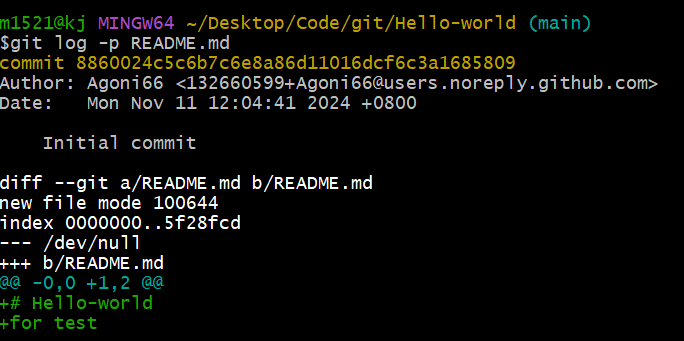 m1521@kj MINGW64 ~/Desktop/Code/git/Hello-world (main)
$git log -p README.md
commit 8860024c5c6b7c6e8a86d11016dcf6c3a1685809
Author: Agoni66 <132660599+Agoni66@users.noreply.github.com>
Date:   Mon Nov 11 12:04:41 2024 +0800

    Initial commit

diff --git a/README.md b/README.md
new file mode 100644
index 0000000..5f28fcd
--- /dev/null
+++ b/README.md
@@ -0,0 +1,2 @@
+# Hello-world
+for test